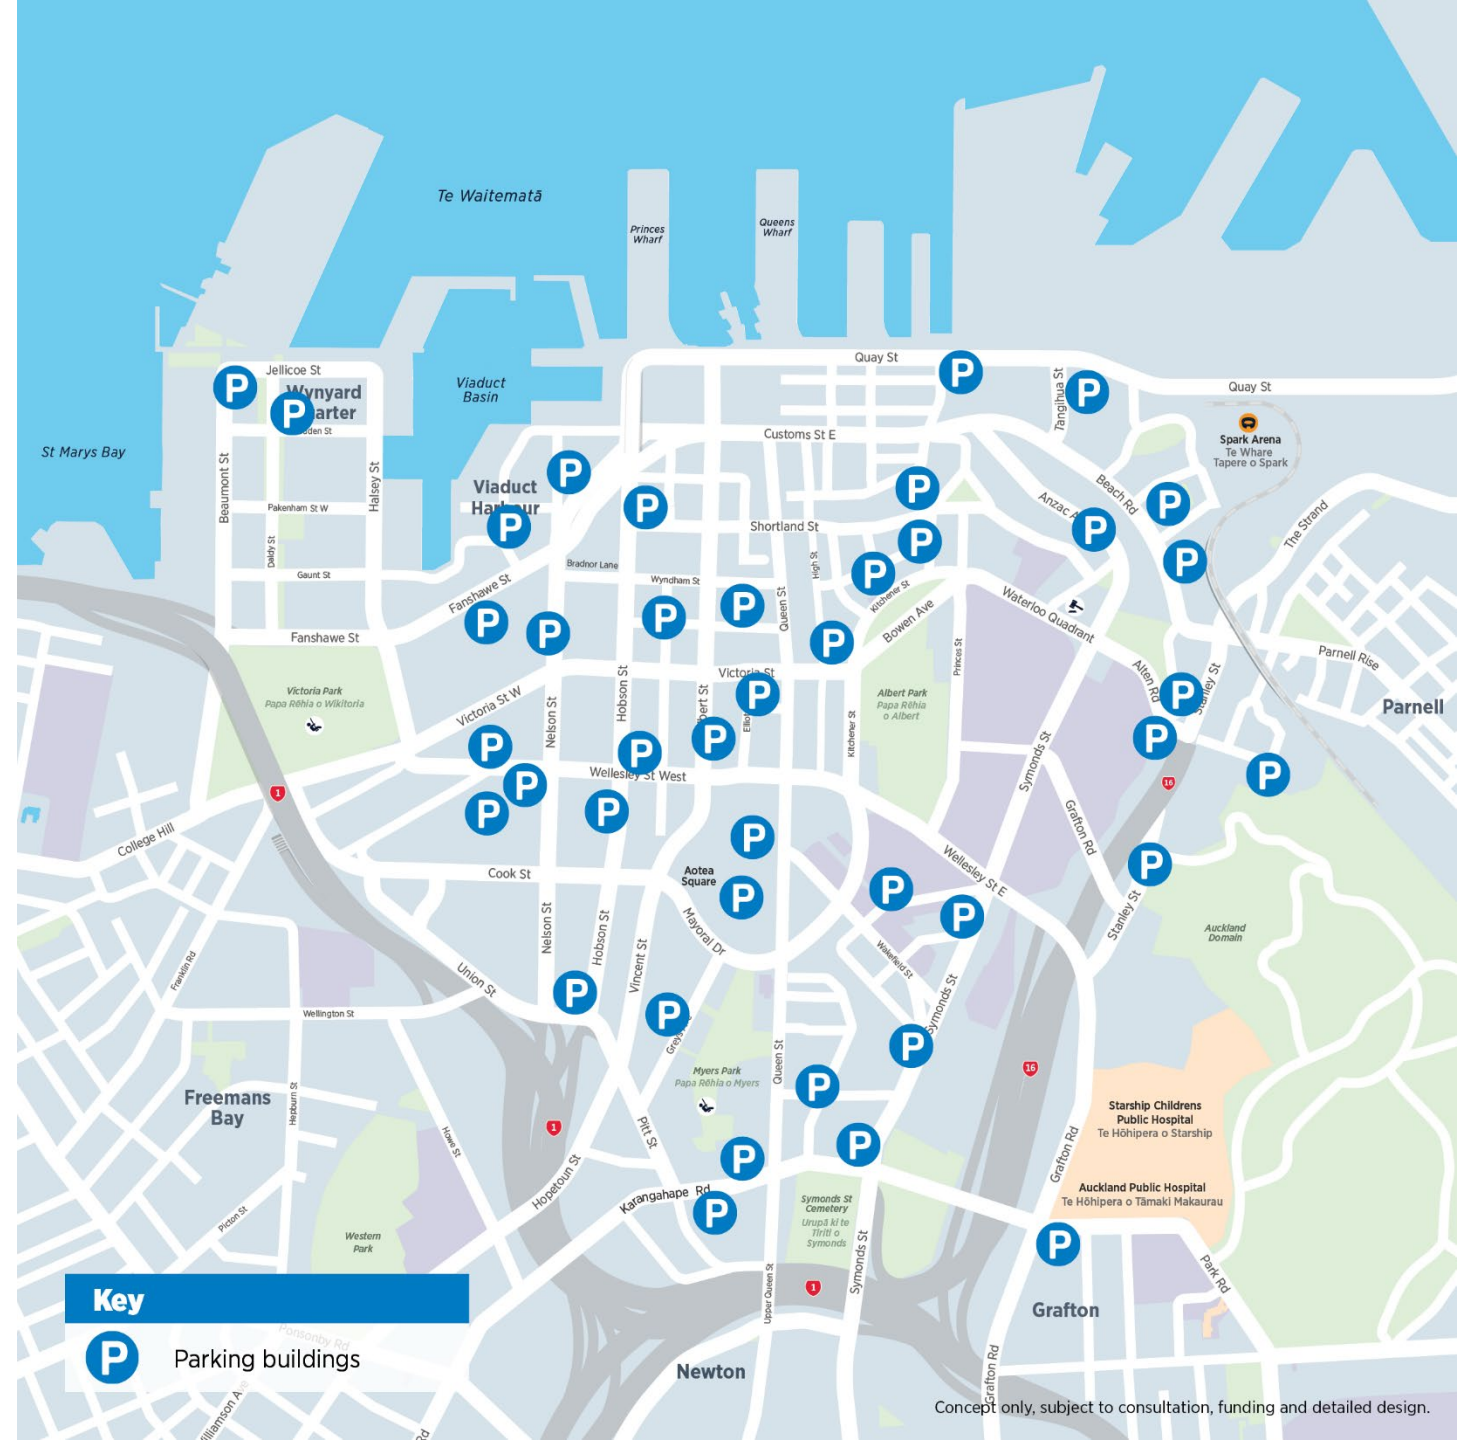 Te Waitematā
Princes
Wharf
Queens
Wharf
Quay St
Quay St
Jellicoe St
Wynyard
Viaduct
Basin
Tangihua St
St Marys Bay
Customs St E
Spark Arena
Te Whare
Tapere o Spark
Beaumont St
Halsey St
Viaduct
Pakenham St W
Beach Rd
Anzac
Shortland St
The Strand
Daldy St
Gaunt St
Bradnor Lane
High St
Wyndham St
Fanshawe St
Queen St
Kitchener St
Bowen Ave
Waterloo Quadrant
Fanshawe St
Princes St
Parnell Rise
Victoria St
Alten Rd
Stanley St
Victoria Park
Papa Rēhia o Wikitoria
Victoria St W
Nelson St
Hobson St
Albert Park
Papa Rēhia
o Albert
Kitchener St
Symonds St
Parnell
Wellesley St West
1
16
Grafton Rd
College Hill
Cook St
Aotea
Square
Wellesley St E
Nelson St
Hobson St
Vincent St
Mayoral Dr
Wakefield St
Stanley St
Auckland
Domain
Franklin Rd
Union St
Wellington St
Symonds St
Queen St
Myers Park
Papa Rēhia o Myers
16
Freemans
Bay
Hepburn St
Howe St
1
Pitt St
Starship Childrens
Public Hospital
Te Hōhipera o Starship
Grafton Rd
Hopetoun St
Karangahape Rd
Auckland Public Hospital
Te Hōhipera o Tāmaki Makaurau
Symonds St
Cemetery
Urupā ki te
Tiriti o
Symonds
Picton St
Western
Park
Upper Queen St
Symonds St
1
Park Rd
Grafton
Key
P Parking buildings
Ponsonby Rd
Newton
Grafton Rd
Concept only, subject to consultation, funding and detailed design.